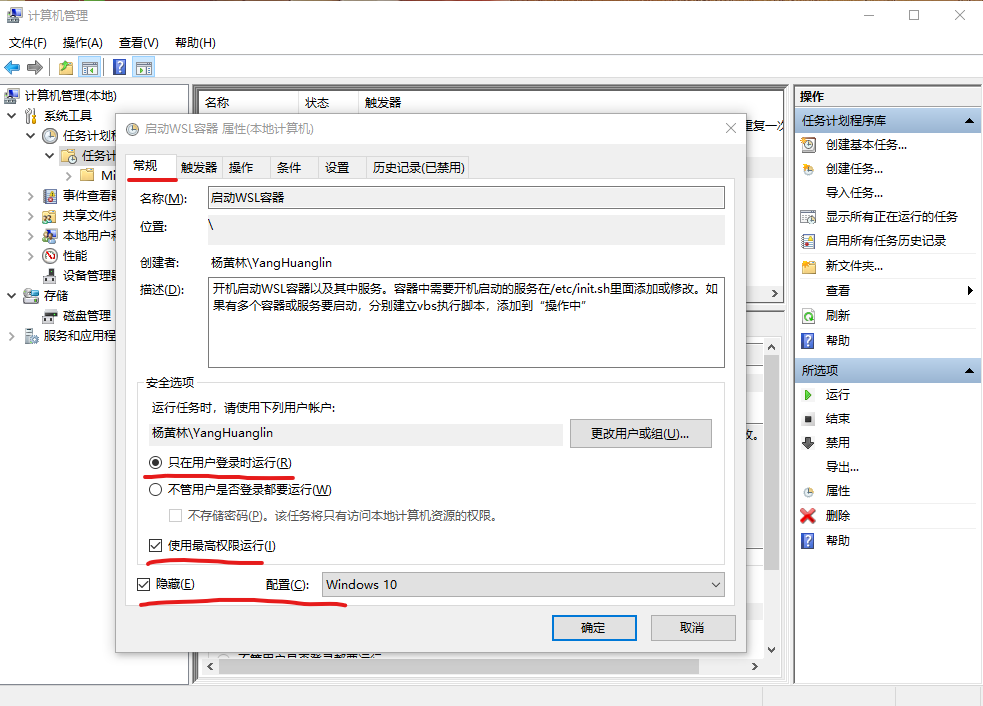 计算机管理
文件(F) 操作(A) 查看(V) 帮助(H)
计算机管理(本地)
系统工具
任务计划程
任务计
Mi
事件查看器
共享文件夹
本地用户和
性能
设备管理器
存储
磁盘管理
服务和应用程
名称 状态 触发器
重复一次
启动WSL容器 属性(本地计算机)
常规 触发器 操作 条件 设置 历史记录(已禁用)
名称(M): 启动WSL容器
位置: \
创建者: 杨黄林\YangHuanglin
描述(D): 开机启动WSL容器以及其中服务。容器中需要开机启动的服务在/etc/init.sh里面添加或修改。如
果有多个容器或服务要启动，分别建立vbs执行脚本，添加到“操作中”
安全选项
运行任务时，请使用下列用户帐户:
杨黄林\YangHuanglin 更改用户或组(U)...
只在用户登录时运行(R)
不管用户是否登录都要运行(W)
不存储密码(P)。该任务将只有访问本地计算机资源的权限。
使用最高权限运行(I)
隐藏(E) 配置(C): Windows 10
确定 取消
改。
不管用户是否登录都要运行
操作
任务计划程序库
创建基本任务...
创建任务...
导入任务...
显示所有正在运行的任务
启用所有任务历史记录
新文件夹...
查看
刷新
帮助
所选项
运行
结束
禁用
导出...
属性
删除
帮助